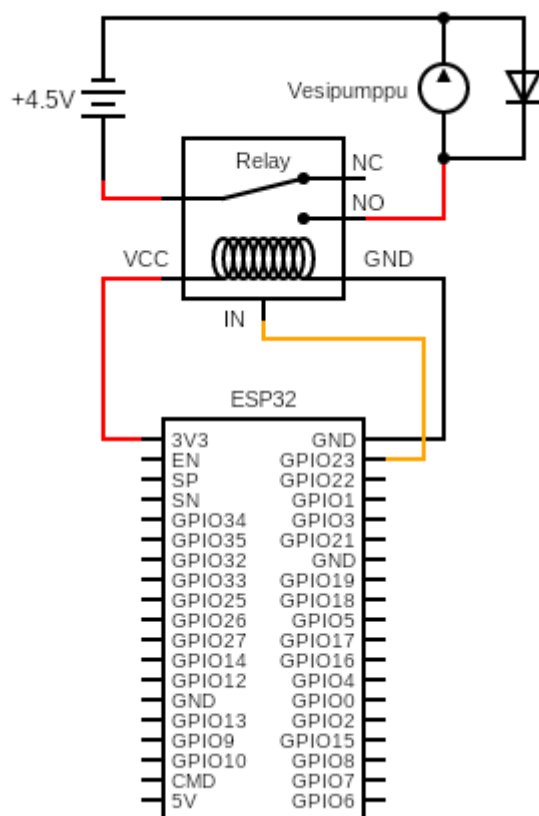 +4.5V
Vesipumppu
Relay
NC
NO
VCC
GND
IN
ESP32
3V3 GND
EN GPIO23
SP GPIO22
SN GPIO1
GPIO34 GPIO3
GPIO35 GPIO21
GPIO32 GND
GPIO33 GPIO19
GPIO25 GPIO18
GPIO26 GPIO5
GPIO27 GPIO17
GPIO14 GPIO16
GPIO12 GPIO4
GND GPIO0
GPIO13 GPIO2
GPIO9 GPIO15
GPIO10 GPIO8
CMD GPIO7
5V GPIO6